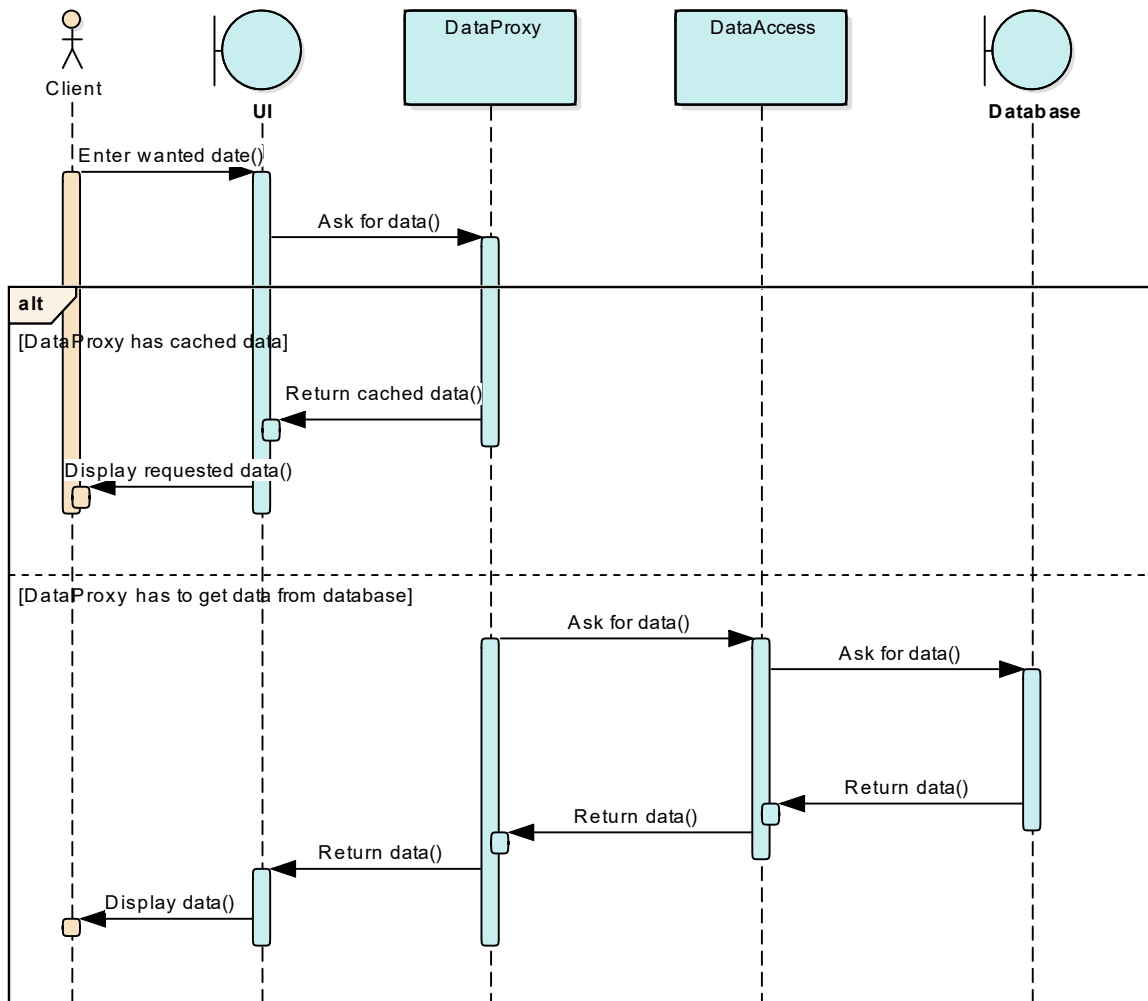 DataProxy
DataAccess
Client
UI
Database
Enter wanted date()
Ask for data()
alt
[DataProxy has cached data]
Return cached data()
Display requested data()
[DataProxy has to get data from database]
Ask for data()
Ask for data()
Return data()
Return data()
Return data()
Display data()